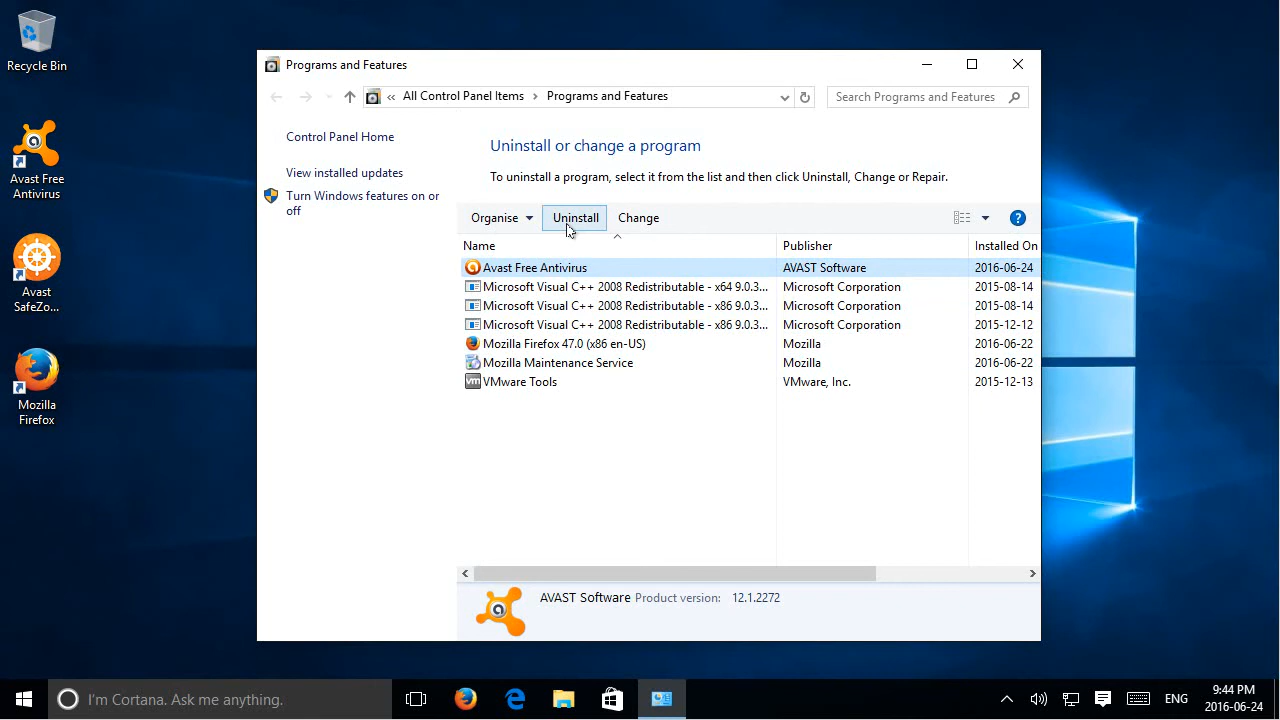 Recycle Bin
Avast Free
Antivirus
Avast
SafeZo...
Mozilla
Firefox
Programs and Features
« All Control Panel Items > Programs and Features
Search Programs and Features
Control Panel Home
View installed updates
Turn Windows features on or
off
Uninstall or change a program
To uninstall a program, select it from the list and then click Uninstall, Change or Repair.
Organise Uninstall Change
Name Publisher Installed On
Avast Free Antivirus AVAST Software 2016-06-24
Microsoft Visual C++ 2008 Redistributable - x64 9.0.3... Microsoft Corporation 2015-08-14
Microsoft Visual C++ 2008 Redistributable - x86 9.0.3... Microsoft Corporation 2015-08-14
Microsoft Visual C++ 2008 Redistributable - x86 9.0.3... Microsoft Corporation 2015-12-12
Mozilla Firefox 47.0 (x86 en-US) Mozilla 2016-06-22
Mozilla Maintenance Service Mozilla 2016-06-22
vm VMware Tools VMware, Inc. 2015-12-13
AVAST Software Product version: 12.1.2272
I'm Cortana. Ask me anything.
ENG
9:44 PM
2016-06-24